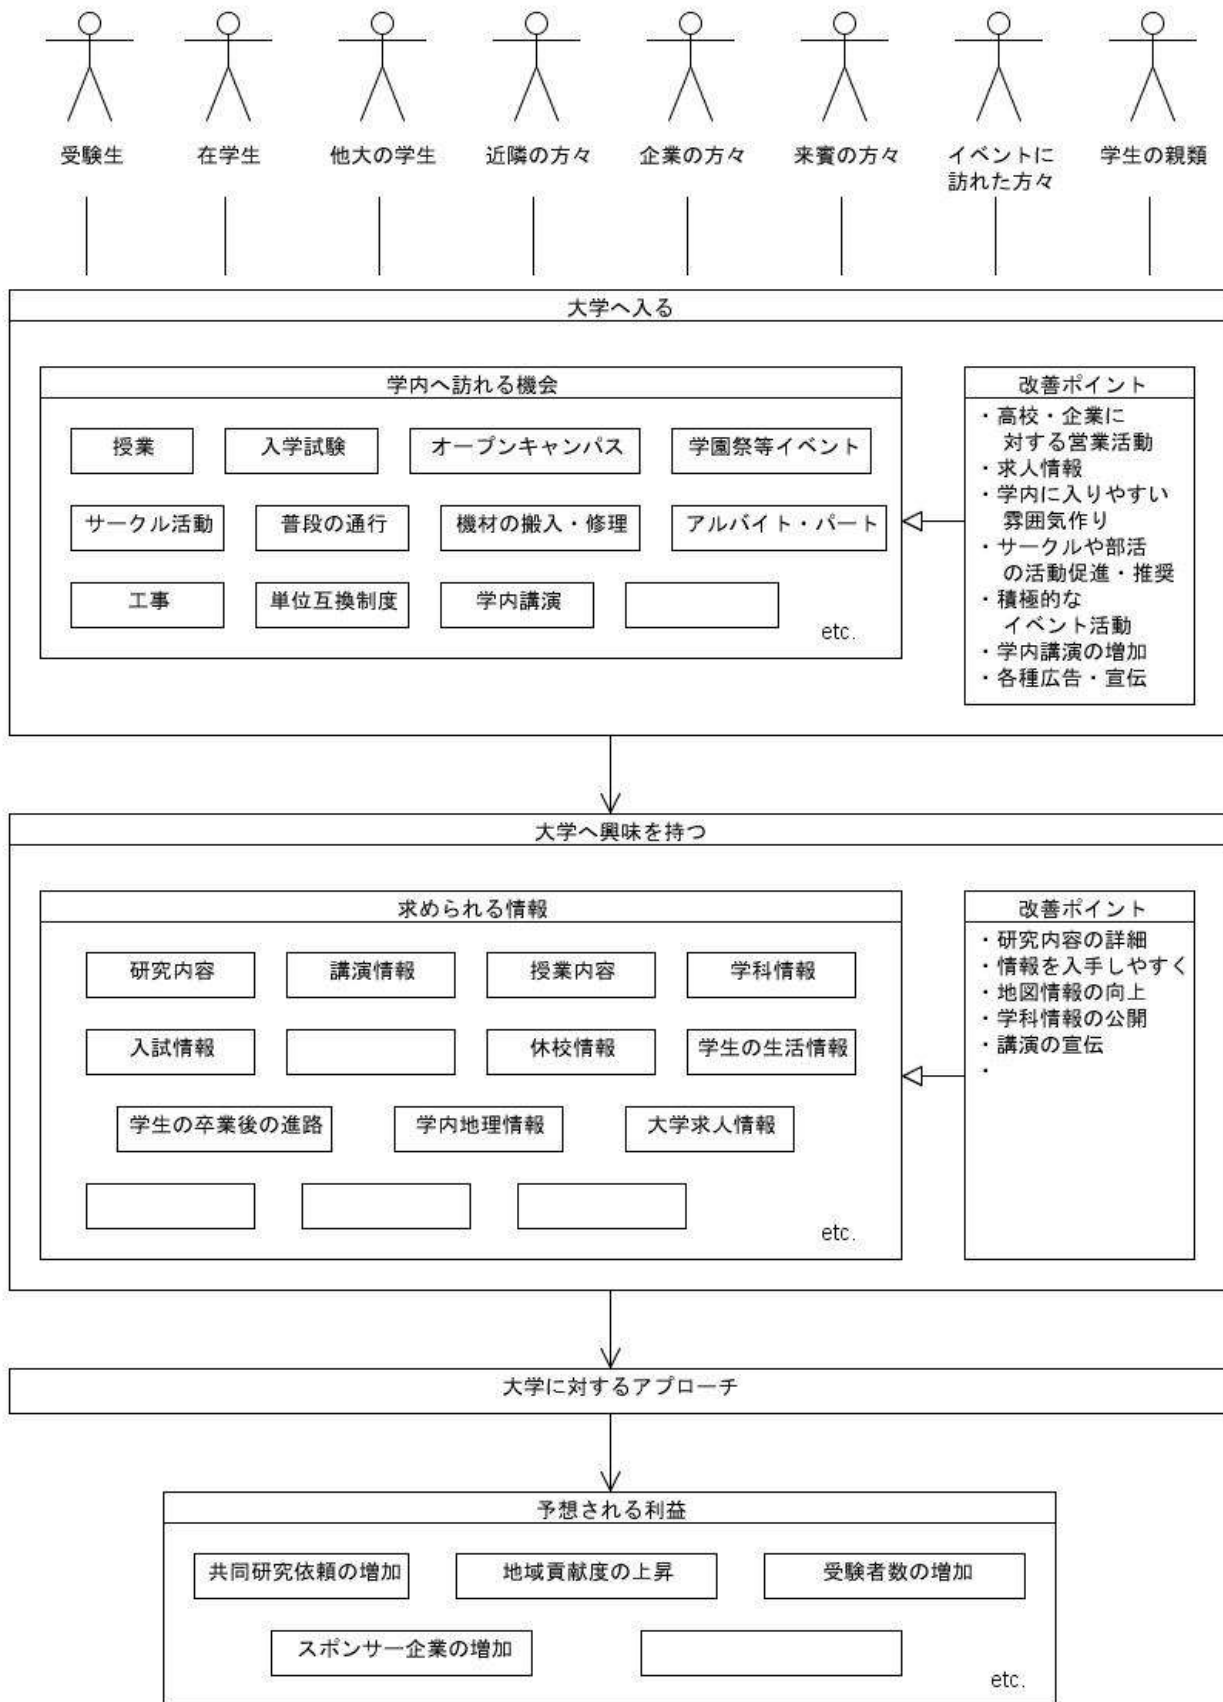 受験生
在学生
他大の学生
近隣の方々
企業の方々
来賓の方々
イベントに
訪れた方々
学生の親類
大学へ入る
学内へ訪れる機会
授業
入学試験
オープンキャンパス
学園祭等イベント
サークル活動
普段の通行
機材の搬入・修理
アルバイト・パート
工事
単位互換制度
学内講演
etc.
改善ポイント
・高校・企業に
対する営業活動
・求人情報
・学内に入りやすい
雰囲気作り
・サークルや部活
の活動促進・推奨
・積極的な
イベント活動
・学内講演の増加
・各種広告・宣伝
大学へ興味を持つ
求められる情報
研究内容
講演情報
授業内容
学科情報
入試情報
休校情報
学生の生活情報
学生の卒業後の進路
学内地理情報
大学求人情報
etc.
改善ポイント
・研究内容の詳細
・情報を入手しやすく
・地図情報の向上
・学科情報の公開
・講演の宣伝
・
大学に対するアプローチ
予想される利益
共同研究依頼の増加
地域貢献度の上昇
受験者数の増加
スポンサー企業の増加
etc.